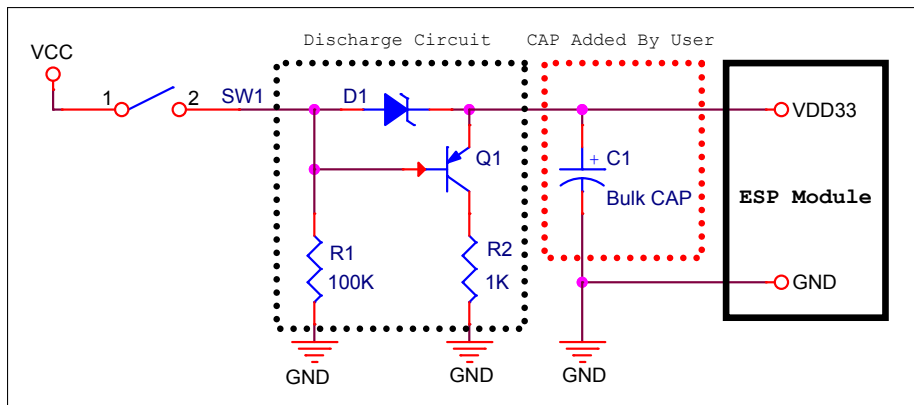 Discharge Circuit
CAP Added By User
VCC
1
2
SW1
D1
VDD33
Q1
+ C1
Bulk CAP
ESP Module
R1
100K
R2
1K
GND
GND
GND
GND